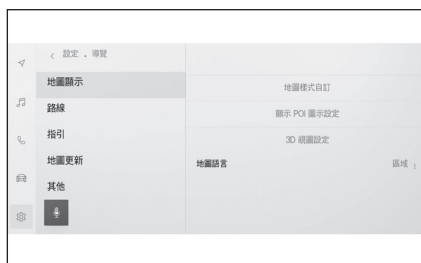 設定．導覽
地圖顯示
路線
指引
地圖更新
其他
地圖樣式自訂
顯示 POI 圖示設定
3D 視圖設定
地圖語言
區域